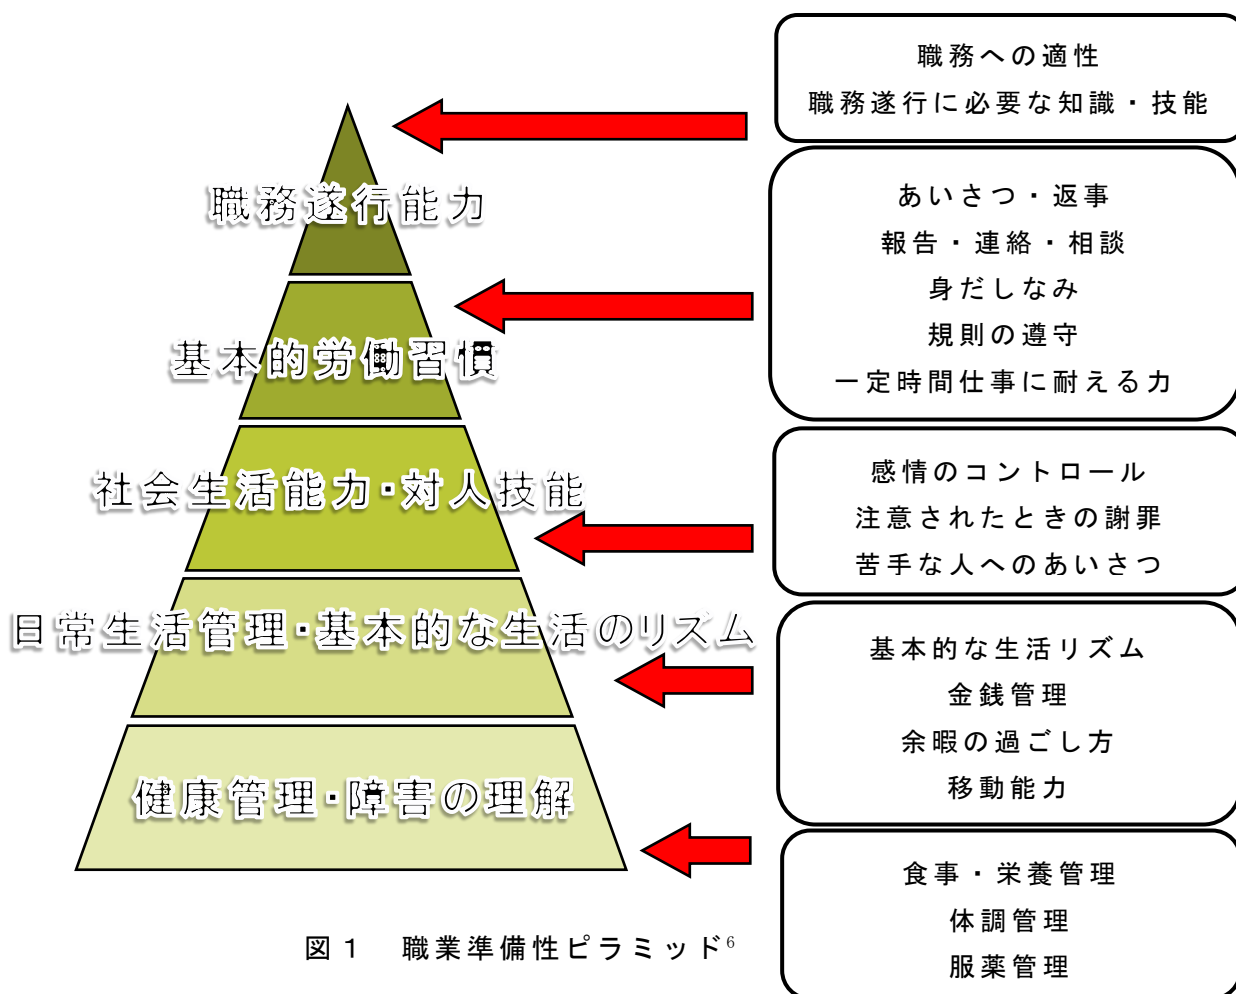 職務への適性
職務遂行に必要な知識・技能
職務遂行能力
あいさつ・返事
報告・連絡・相談
身だしなみ
規則の遵守
一定時間仕事に耐える力
基本的労働習慣
感情のコントロール
注意されたときの謝罪
苦手な人へのあいさつ
社会生活能力・対人技能
基本的な生活リズム
金銭管理
余暇の過ごし方
移動能力
日常生活管理・基本的な生活のリズム
食事・栄養管理
体調管理
服薬管理
健康管理・障害の理解
図1 職業準備性ピラミッド6